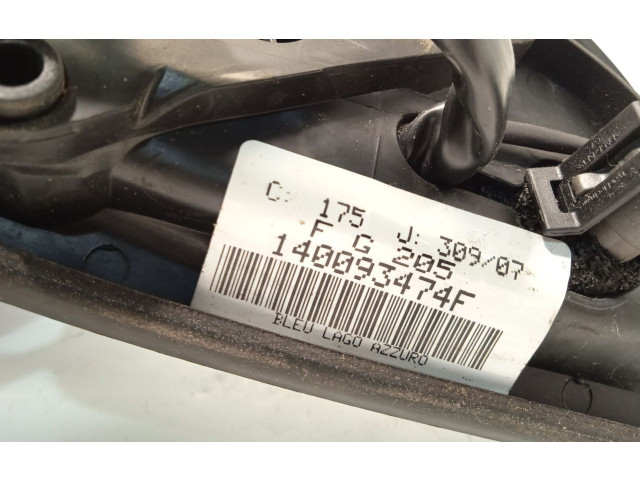 C: 175 J: 309/07
F G 205
140093474F
BLEU LAGO AZZURO